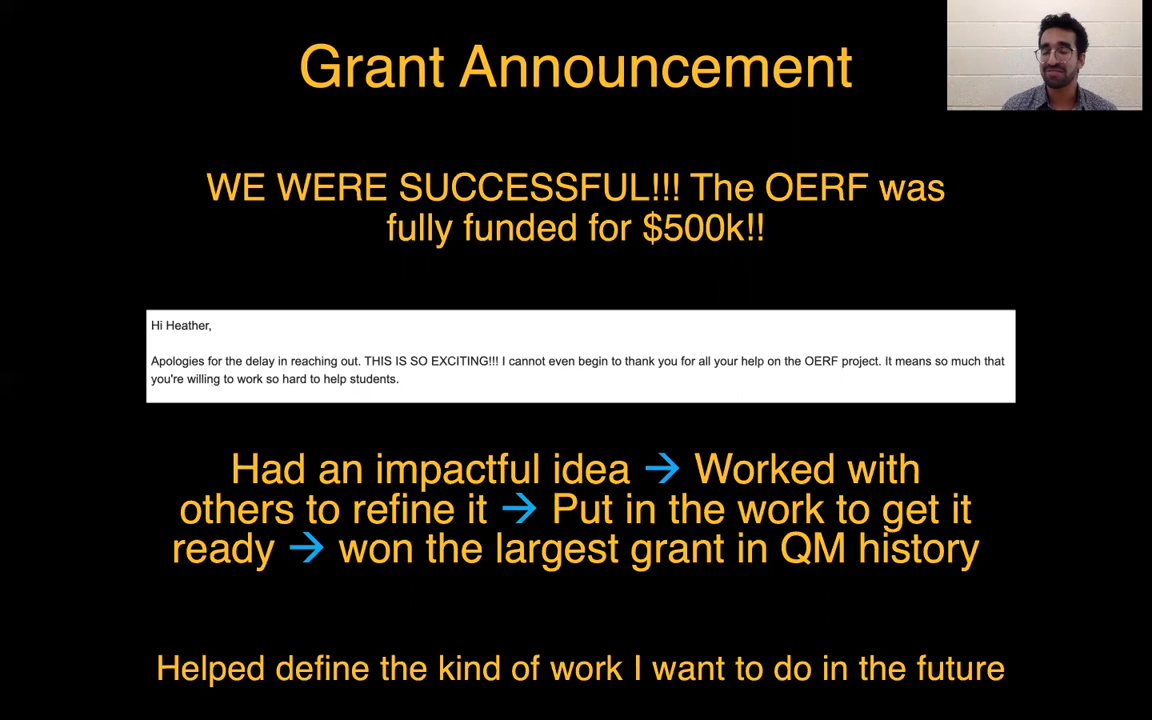 Grant Announcement
WE WERE SUCCESSFUL!!! The OERF was
fully funded for $500k!!
Hi Heather,
Apologies for the delay in reaching out. THIS IS SO EXCITING!!! I cannot even begin to thank you for all your help on the OERF project. It means so much that
you're willing to work so hard to help students.
Had an impactful idea → Worked with
others to refine it → Put in the work to get it
ready → won the largest grant in QM history
Helped define the kind of work I want to do in the future